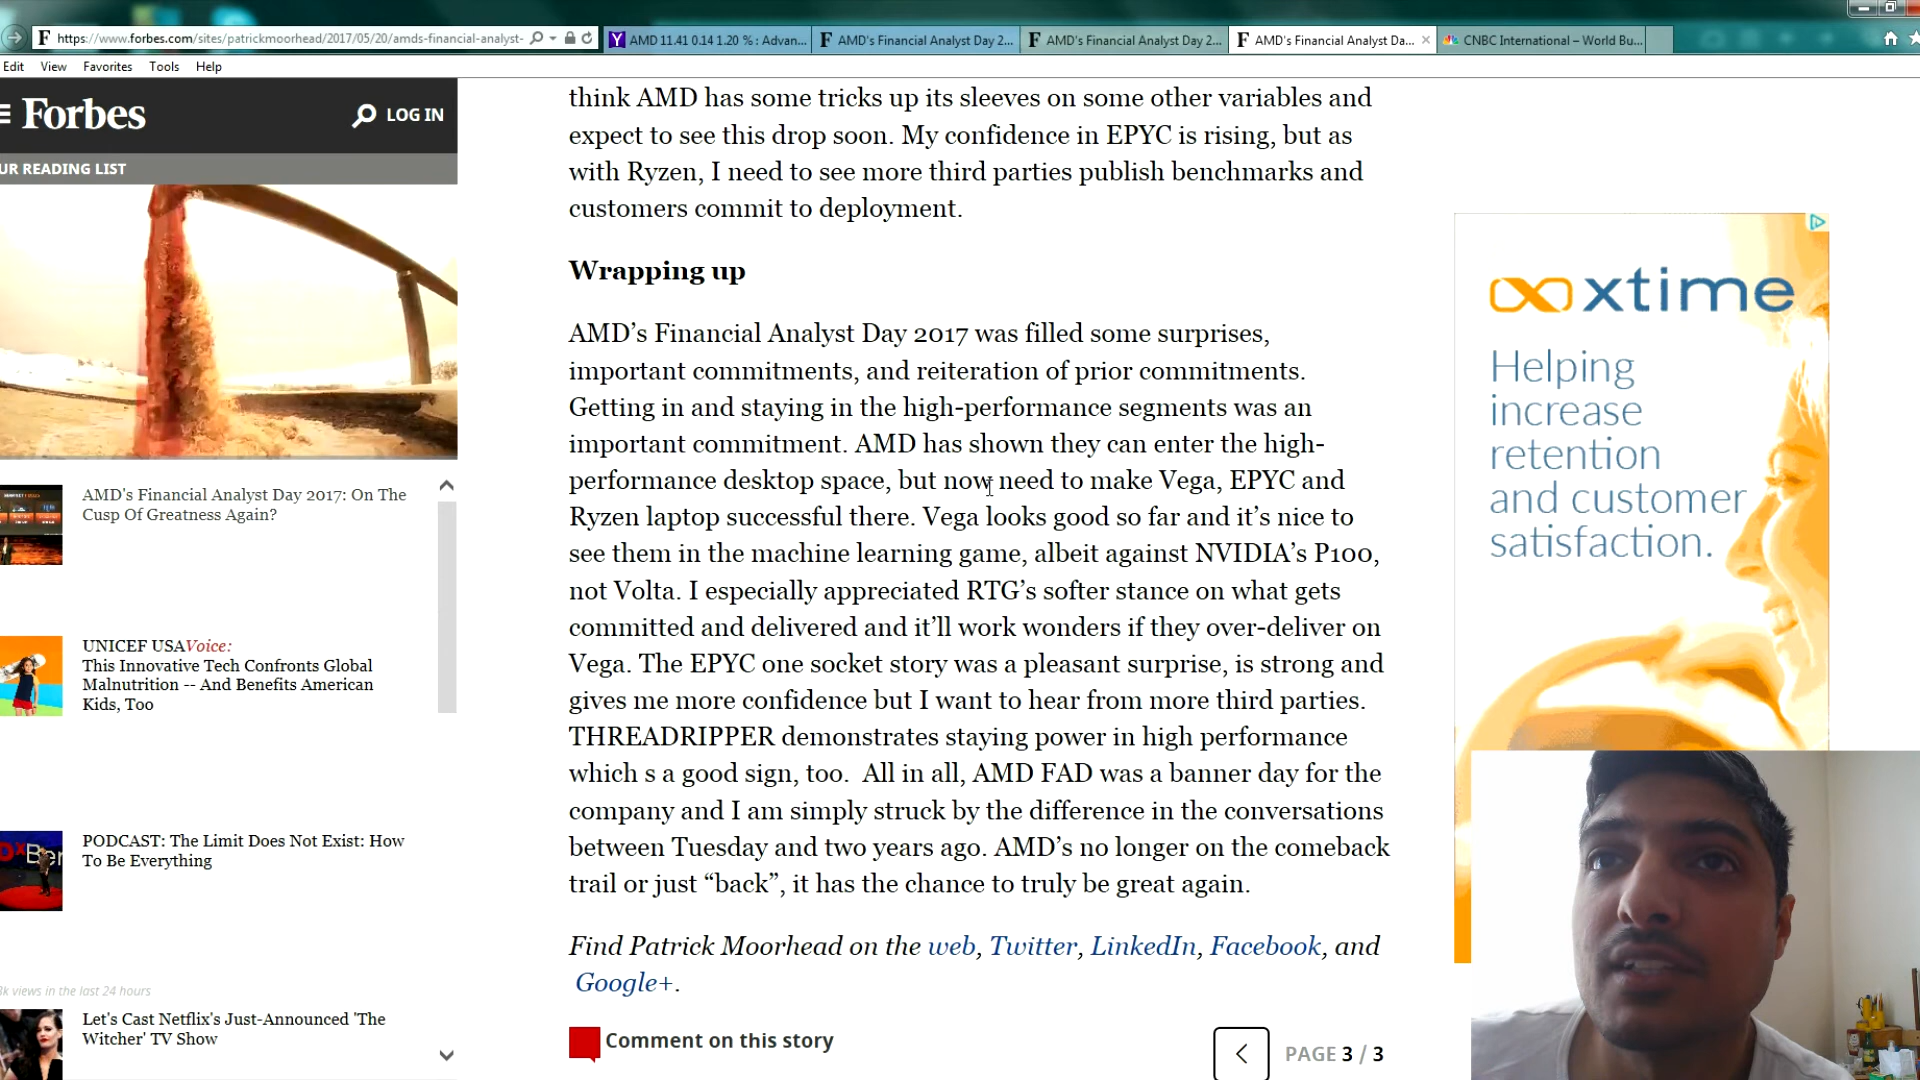 F https://www.forbes.com/sites/patrickmoorhead/2017/05/20/amds-financial-analyst-
AMD 11.41 0.14 1.20 % : Advan...
F AMD's Financial Analyst Day 2...
F AMD's Financial Analyst Day 2...
F AMD's Financial Analyst Da...
CNBC International – World Bu...
Edit View Favorites Tools Help
Forbes
LOG IN
UR READING LIST
AMD's Financial Analyst Day 2017: On The
Cusp Of Greatness Again?
UNICEF USAVoice:
This Innovative Tech Confronts Global
Malnutrition -- And Benefits American
Kids, Too
PODCAST: The Limit Does Not Exist: How
To Be Everything
k views in the last 24 hours
Let's Cast Netflix's Just-Announced 'The
Witcher' TV Show
think AMD has some tricks up its sleeves on some other variables and
expect to see this drop soon. My confidence in EPYC is rising, but as
with Ryzen, I need to see more third parties publish benchmarks and
customers commit to deployment.
Wrapping up
AMD’s Financial Analyst Day 2017 was filled some surprises,
important commitments, and reiteration of prior commitments.
Getting in and staying in the high-performance segments was an
important commitment. AMD has shown they can enter the high-
performance desktop space, but now need to make Vega, EPYC and
Ryzen laptop successful there. Vega looks good so far and it’s nice to
see them in the machine learning game, albeit against NVIDIA’s P100,
not Volta. I especially appreciated RTG’s softer stance on what gets
committed and delivered and it’ll work wonders if they over-deliver on
Vega. The EPYC one socket story was a pleasant surprise, is strong and
gives me more confidence but I want to hear from more third parties.
THREADRIPPER demonstrates staying power in high performance
which s a good sign, too.  All in all, AMD FAD was a banner day for the
company and I am simply struck by the difference in the conversations
between Tuesday and two years ago. AMD’s no longer on the comeback
trail or just “back”, it has the chance to truly be great again.
Find Patrick Moorhead on the web, Twitter, LinkedIn, Facebook, and
Google+.
Comment on this story
PAGE 3 / 3
xtime
Helping
increase
retention
and customer
satisfaction.